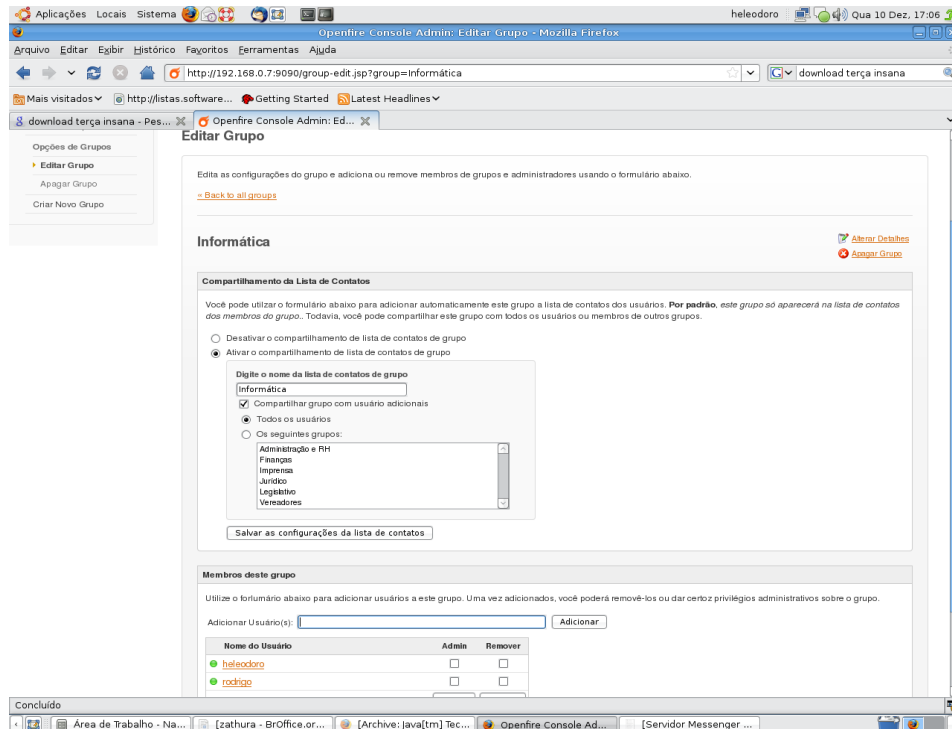 Aplicações Locais Sistema heleodoro Qua 10 Dez, 17:06
Openfire Console Admin: Editar Grupo - Mozilla Firefox
Arquivo Editar Exibir Histórico Favoritos Ferramentas Ajuda
http://192.168.0.7:9090/group-edit.jsp?group=Informática download terça insana
Mais visitados http://listas.software... Getting Started Latest Headlines
download terça insana - Pes... Openfire Console Admin: Ed...
Editar Grupo
Opções de Grupos
Editar Grupo
Apagar Grupo
Criar Novo Grupo
Edita as configurações do grupo e adiciona ou remove membros de grupos e administradores usando o formulário abaixo.
« Back to all groups
Informática
Alterar Detalhes
Apagar Grupo
Compartilhamento da Lista de Contatos
Você pode utilzar o formulário abaixo para adicionar automaticamente este grupo a lista de contatos dos usuários. Por padrão, este grupo só aparecerá na lista de contatos
dos membros do grupo.. Todavia, você pode compartilhar este grupo com todos os usuários ou membros de outros grupos.
Desativar o compartilhamento de lista de contatos de grupo
Ativar o compartilhamento de lista de contatos de grupo
Digite o nome da lista de contatos de grupo
Informática
Compartilhar grupo com usuário adicionais
Todos os usuários
Os seguintes grupos:
Administração e RH
Finanças
Imprensa
Jurídico
Legislativo
Vereadores
Salvar as configurações da lista de contatos
Membros deste grupo
Utilize o forlumário abaixo para adicionar usuários a este grupo. Uma vez adicionados, você poderá removê-los ou dar certoz privilégios administrativos sobre o grupo.
Adicionar Usuário(s): Adicionar
Nome do Usuário Admin Remover
heleodoro
rodrigo
Concluído
Área de Trabalho - Na... [zathura - BrOffice.or... [Archive: Java[tm] Tec... Openfire Console Ad... [Servidor Messenger ...